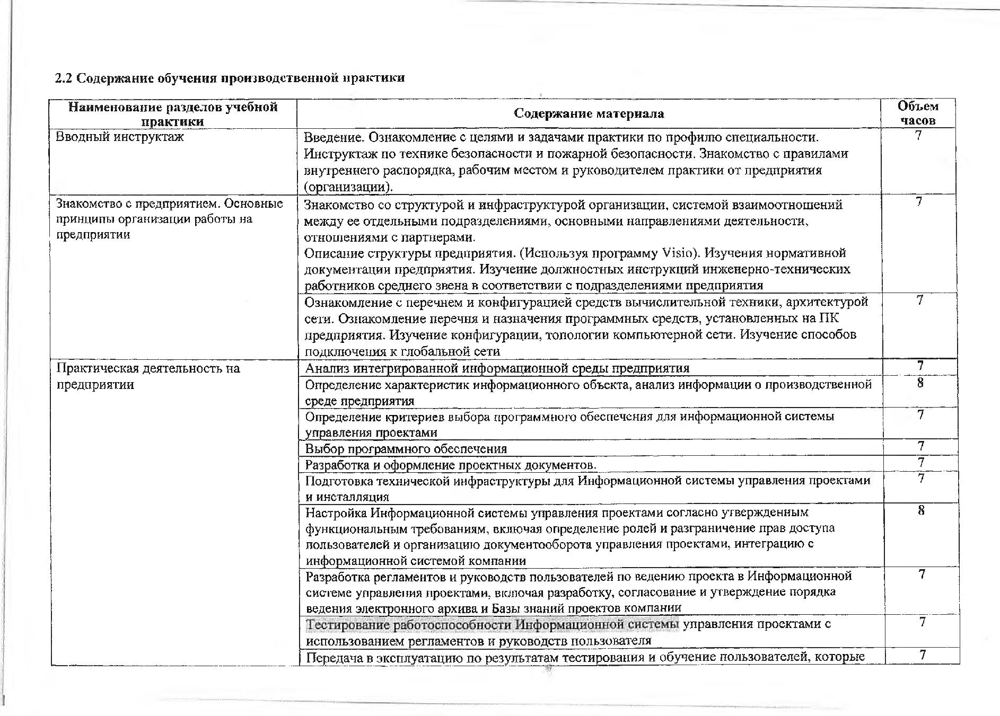 2.2 Содержание обучения производственной практики
Наименование разделов учебной
практики
Содержание материала
Объем
часов
Вводный инструктаж
Введение. Ознакомление с целями и задачами практики по профилю специальности.
Инструктаж по технике безопасности и пожарной безопасности. Знакомство с правилами
внутреннего распорядка, рабочим местом и руководителем практики от предприятия
(организации).
7
Знакомство с предприятием. Основные
принципы организации работы на
предприятии
Знакомство со структурой и инфраструктурой организации, системой взаимоотношений
между ее отдельными подразделениями, основными направлениями деятельности,
отношениями с партнерами.
Описание структуры предприятия. (Используя программу Visio). Изучения нормативной
документации предприятия. Изучение должностных инструкций инженерно-технических
работников среднего звена в соответствии с подразделениями предприятия
7
Ознакомление с перечнем и конфигурацией средств вычислительной техники, архитектурой
сети. Ознакомление перечня и назначения программных средств, установленных на ПК
предприятия. Изучение конфигурации, топологии компьютерной сети. Изучение способов
подключения к глобальной сети
7
Практическая деятельность на
предприятии
Анализ интегрированной информационной среды предприятия
7
Определение характеристик информационного объекта, анализ информации о производственной
среде предприятия
8
Определение критериев выбора программного обеспечения для информационной системы
управления проектами
7
Выбор программного обеспечения
7
Разработка и оформление проектных документов.
7
Подготовка технической инфраструктуры для Информационной системы управления проектами
и инсталляция
7
Настройка Информационной системы управления проектами согласно утвержденным
функциональным требованиям, включая определение ролей и разграничение прав доступа
пользователей и организацию документооборота управления проектами, интеграцию с
информационной системой компании
8
Разработка регламентов и руководств пользователей по ведению проекта в Информационной
системе управления проектами, включая разработку, согласование и утверждение порядка
ведения электронного архива и Базы знаний проектов компании
7
Тестирование работоспособности Информационной системы управления проектами с
использованием регламентов и руководств пользователя
7
Передача в эксплуатацию по результатам тестирования и обучение пользователей, которые
7